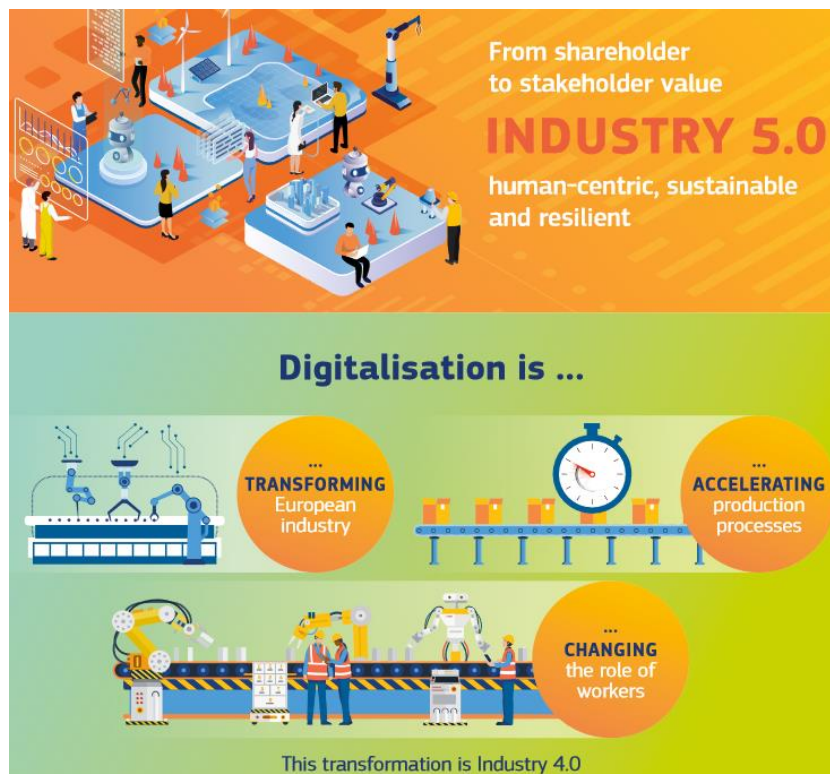 From shareholder
to stakeholder value
INDUSTRY 5.0
human-centric, sustainable
and resilient
Digitalisation is ...
...
TRANSFORMING
European
industry
...
ACCELERATING
production
processes
...
CHANGING
the role of
workers
This transformation is Industry 4.0